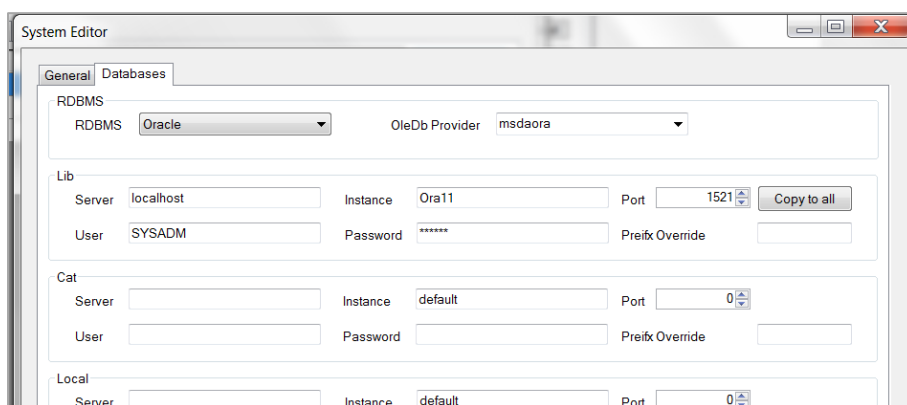 System Editor
General Databases
RDBMS
RDBMS Oracle OleDb Provider msdaora
Lib
Server localhost Instance Ora11 Port 1521 Copy to all
User SYSADM Password ****** Preifx Override
Cat
Server Instance default Port 0
User Password Preifx Override
Local
Server Instance default Port 0